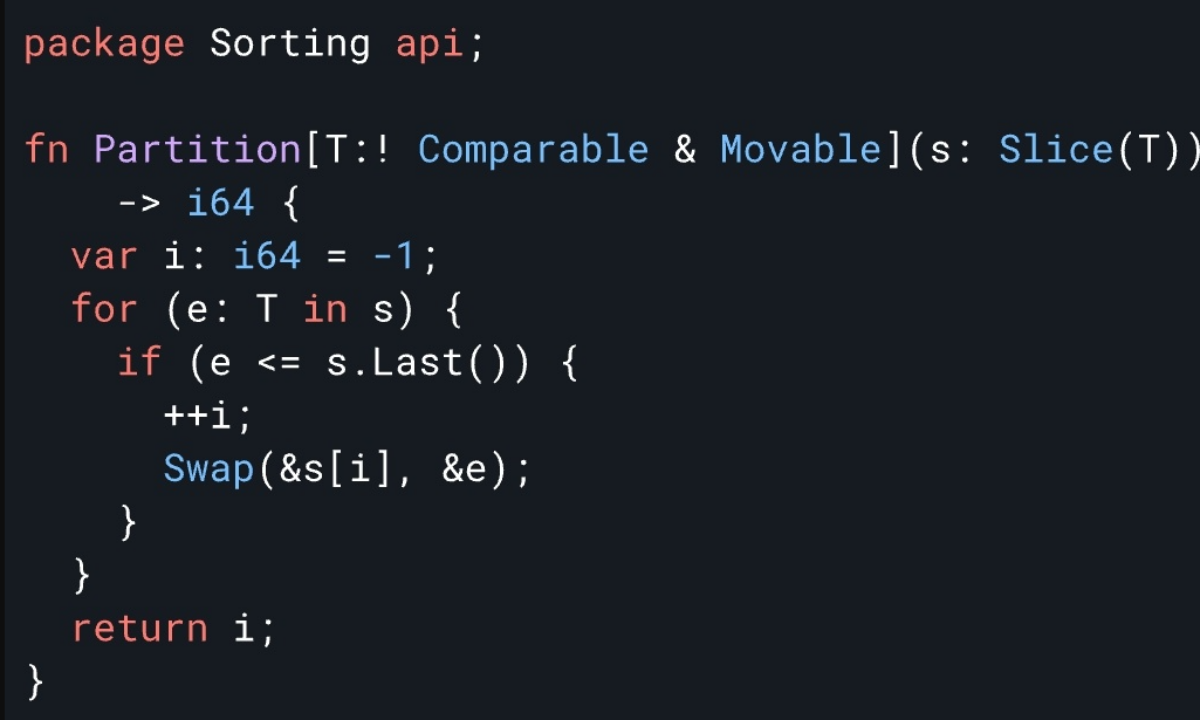 package Sorting api;
fn Partition[T:! Comparable & Movable](s: Slice(T))
-> i64 {
var i: i64 = -1;
for (e: T in s) {
if (e <= s.Last()) {
++i;
Swap(&s[i], &e);
}
}
return i;
}